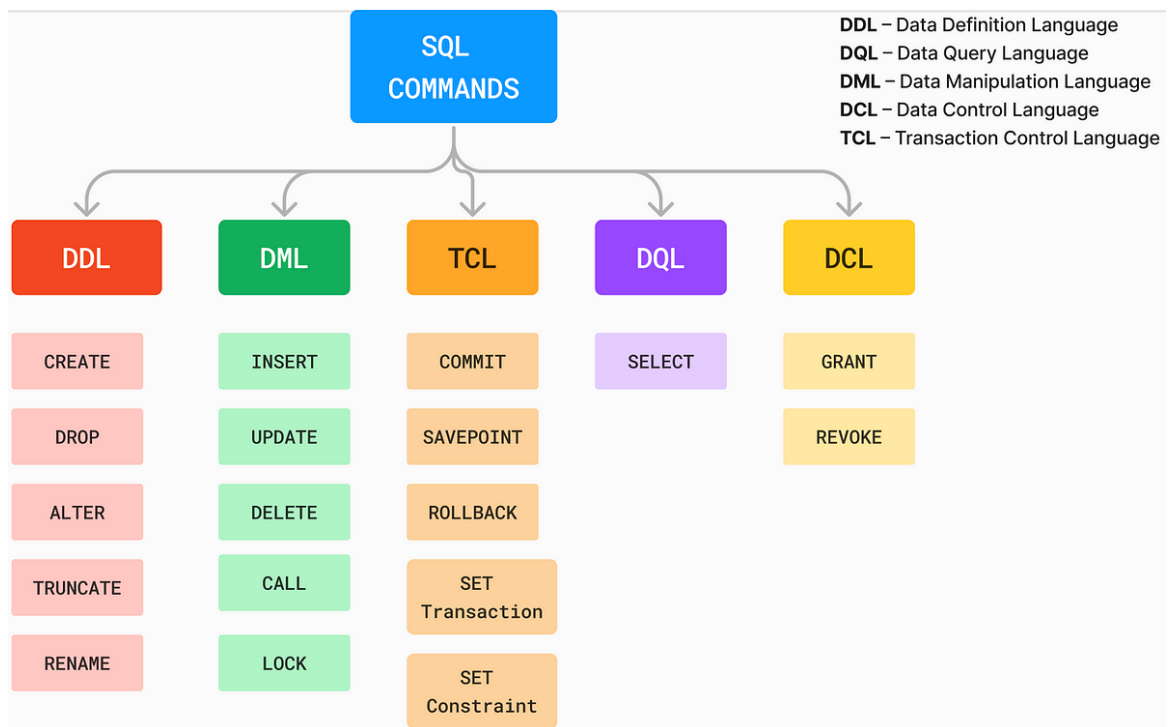 SQL
COMMANDS
DDL – Data Definition Language
DQL – Data Query Language
DML – Data Manipulation Language
DCL – Data Control Language
TCL – Transaction Control Language
DDL
DML
TCL
DQL
DCL
CREATE
INSERT
COMMIT
SELECT
GRANT
DROP
UPDATE
SAVEPOINT
REVOKE
ALTER
DELETE
ROLLBACK
TRUNCATE
CALL
SET
Transaction
RENAME
LOCK
SET
Constraint